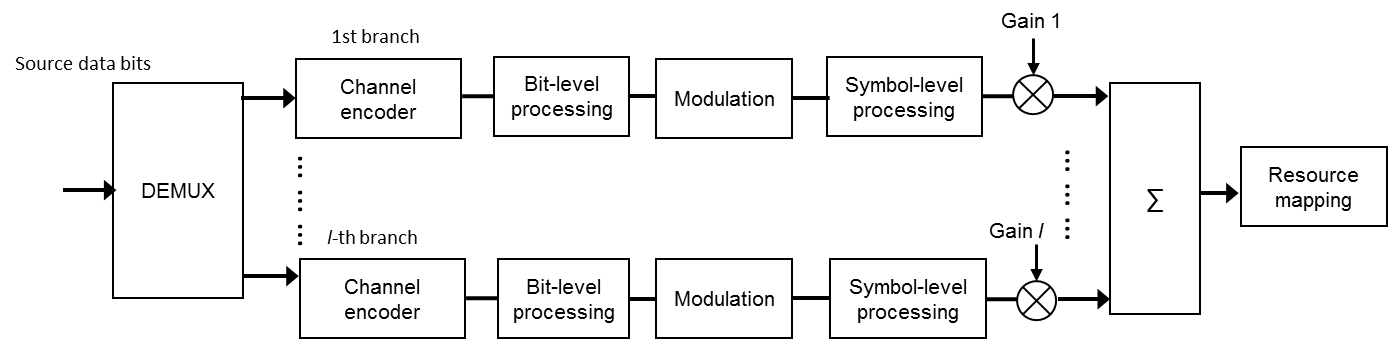 Source data bits
DEMUX
1st branch
Channel
encoder
Bit-level
processing
Modulation
Symbol-level
processing
Gain 1
l-th branch
Channel
encoder
Bit-level
processing
Modulation
Symbol-level
processing
Gain l
Σ
Resource
mapping